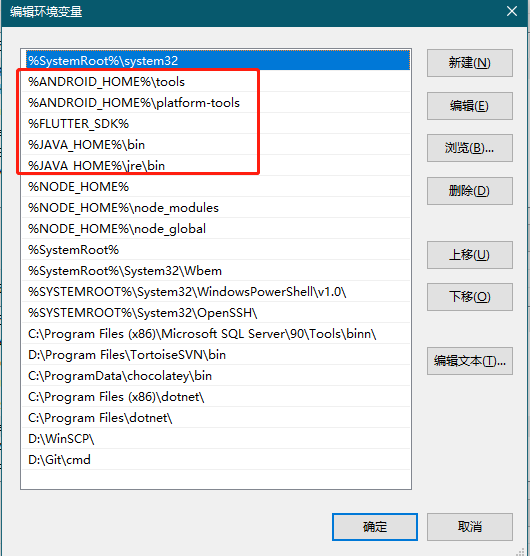 编辑环境变量
%SystemRoot%\system32
%ANDROID_HOME%\tools
%ANDROID_HOME%\platform-tools
%FLUTTER_SDK%
%JAVA_HOME%\bin
%JAVA_HOME%\jre\bin
%NODE_HOME%
%NODE_HOME%\node_modules
%NODE_HOME%\node_global
%SystemRoot%
%SystemRoot%\System32\Wbem
%SYSTEMROOT%\System32\WindowsPowerShell\v1.0\
%SYSTEMROOT%\System32\OpenSSH\
C:\Program Files (x86)\Microsoft SQL Server\90\Tools\binn\
D:\Program Files\TortoiseSVN\bin
C:\ProgramData\chocolatey\bin
C:\Program Files (x86)\dotnet\
C:\Program Files\dotnet\
D:\WinSCP\
D:\Git\cmd
新建(N)
编辑(E)
浏览(B)...
删除(D)
上移(U)
下移(O)
编辑文本(T)...
确定
取消